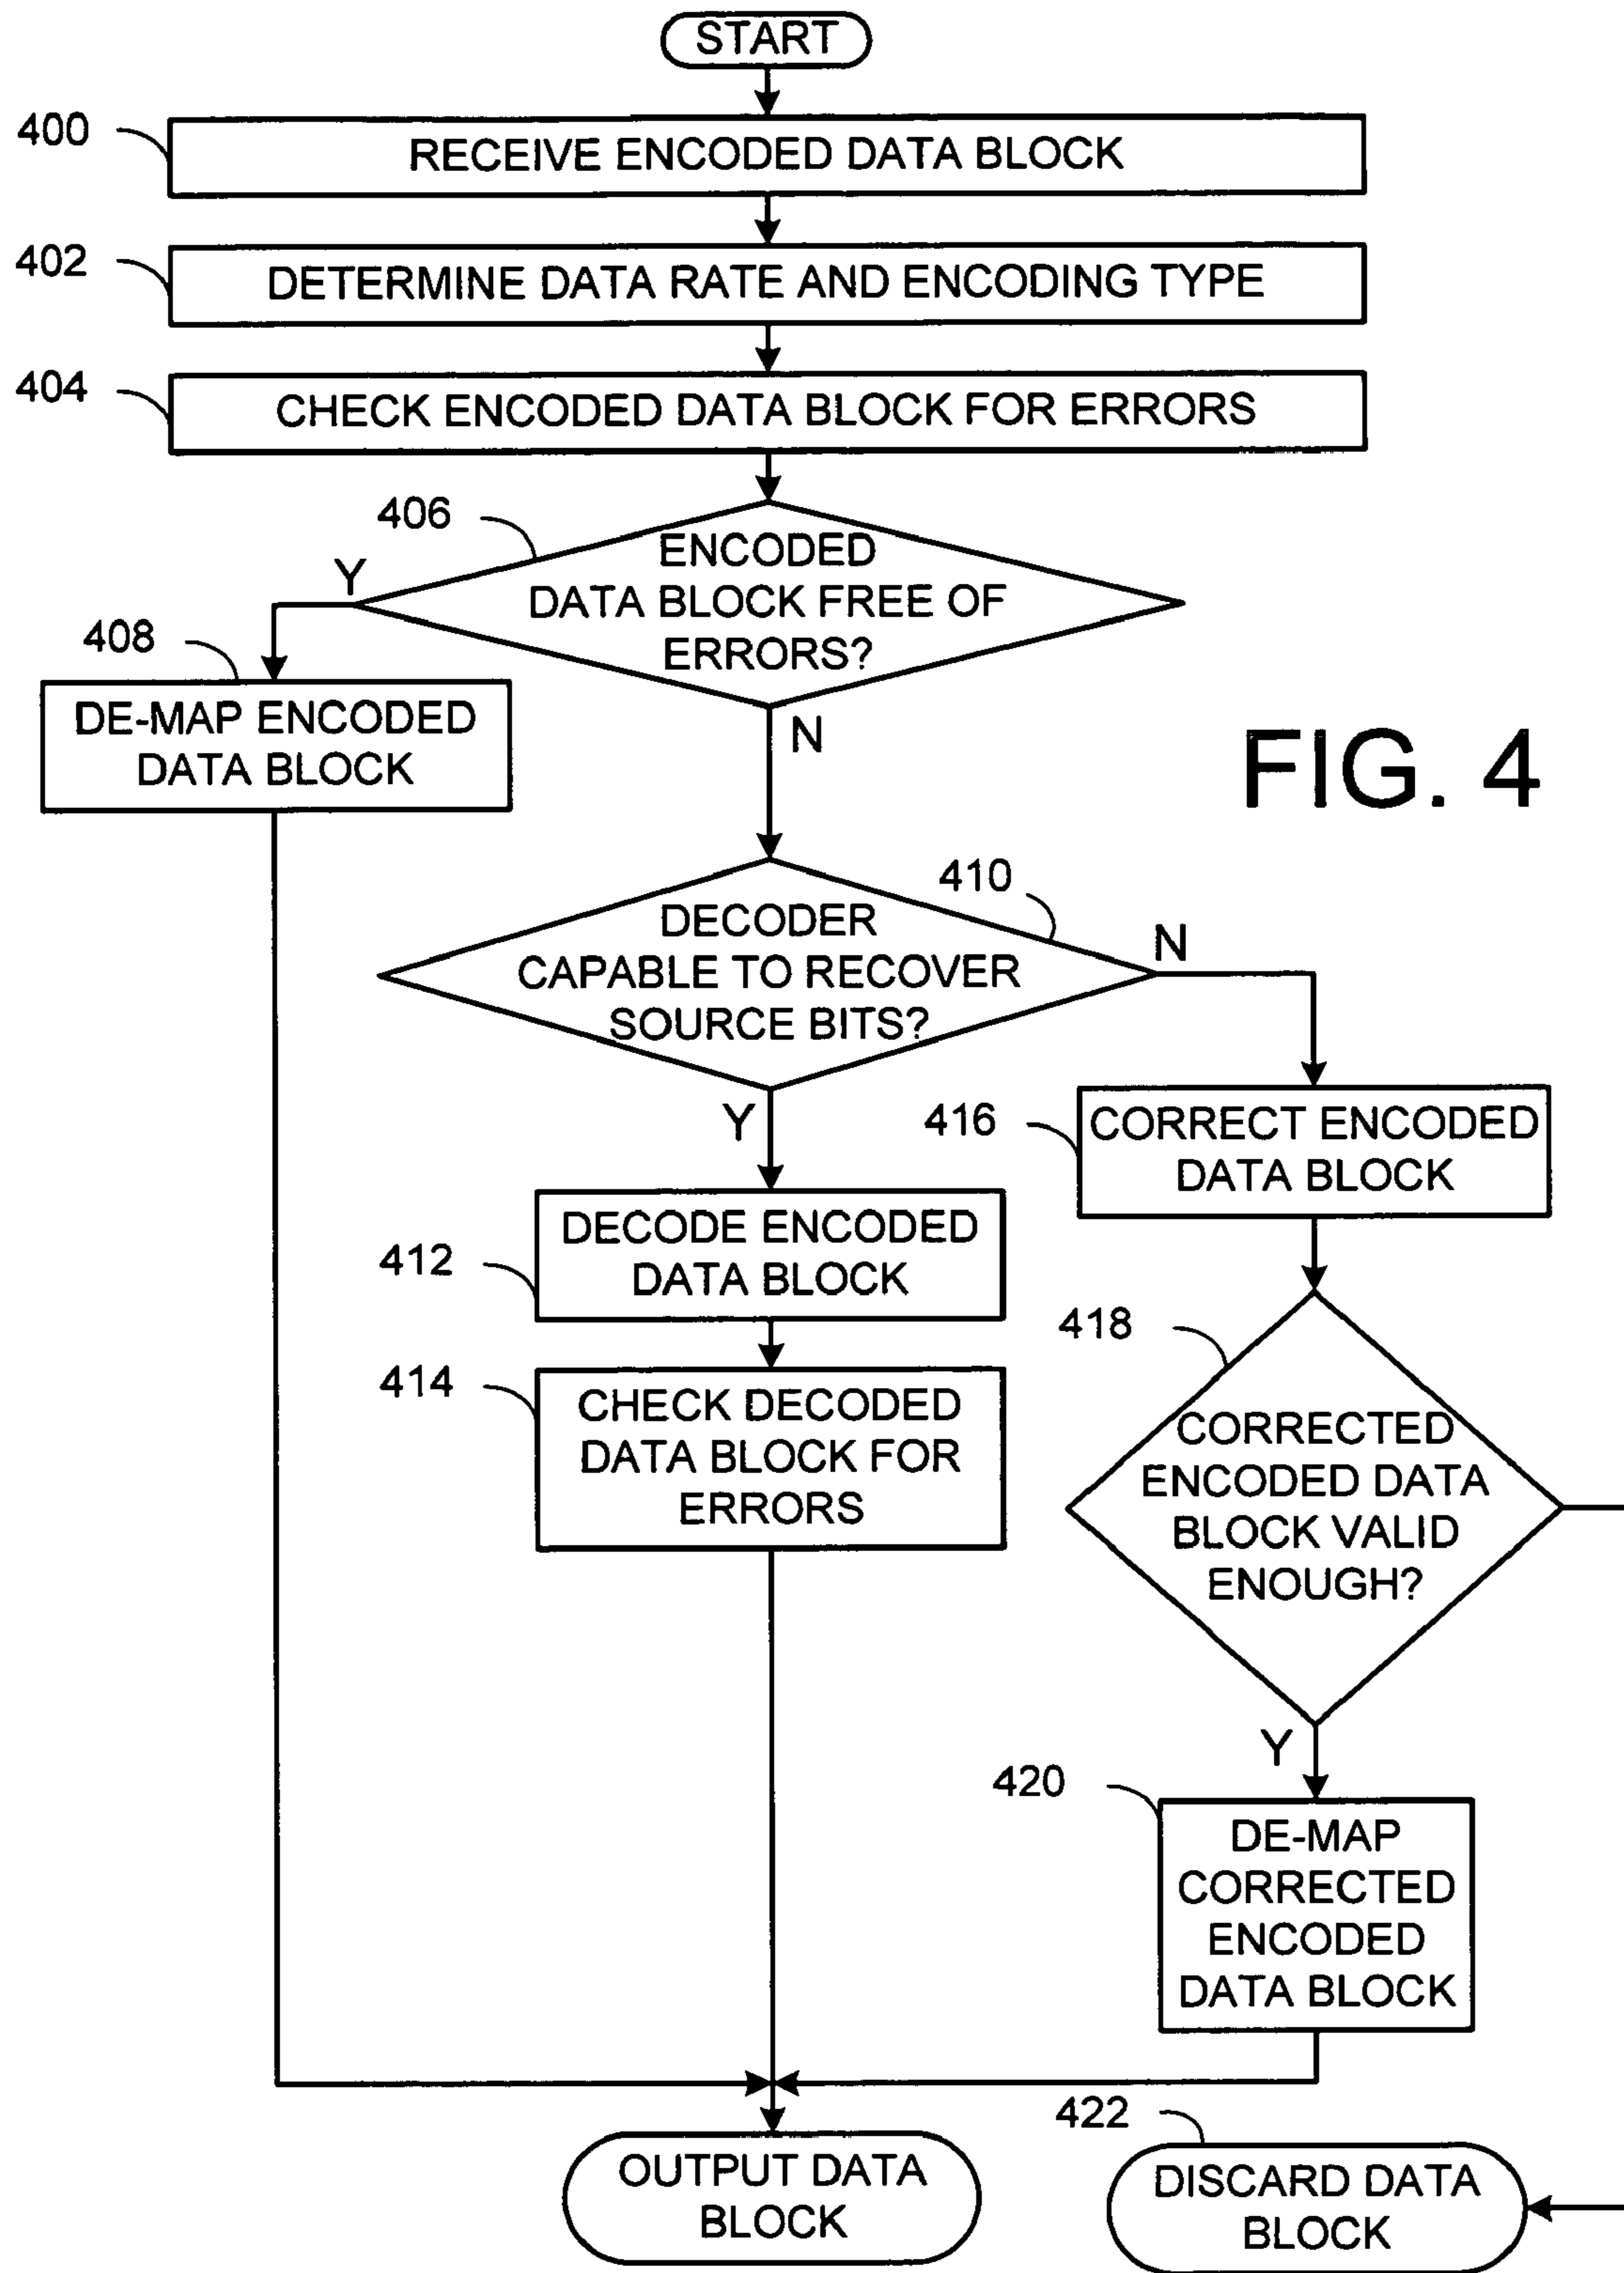 START
400
RECEIVE ENCODED DATA BLOCK
402
DETERMINE DATA RATE AND ENCODING TYPE
404
CHECK ENCODED DATA BLOCK FOR ERRORS
406
ENCODED
DATA BLOCK FREE OF
ERRORS?
Y
N
408
DE-MAP ENCODED
DATA BLOCK
FIG. 4
410
DECODER
CAPABLE TO RECOVER
SOURCE BITS?
N
Y
416
CORRECT ENCODED
DATA BLOCK
412
DECODE ENCODED
DATA BLOCK
414
CHECK DECODED
DATA BLOCK FOR
ERRORS
418
CORRECTED
ENCODED DATA
BLOCK VALID
ENOUGH?
Y
420
DE-MAP
CORRECTED
ENCODED
DATA BLOCK
OUTPUT DATA
BLOCK
422
DISCARD DATA
BLOCK